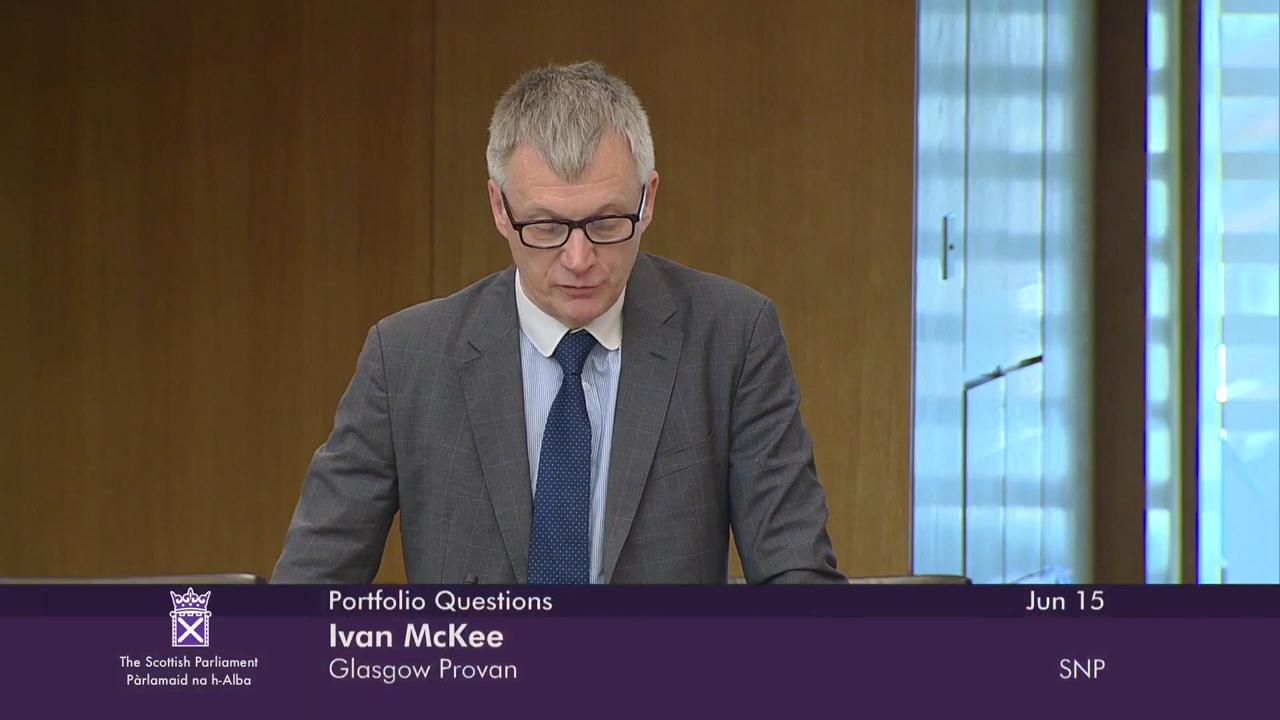 Portfolio Questions
Jun 15
Ivan McKee
Glasgow Provan
SNP
The Scottish Parliament
Pàrlamaid na h-Alba